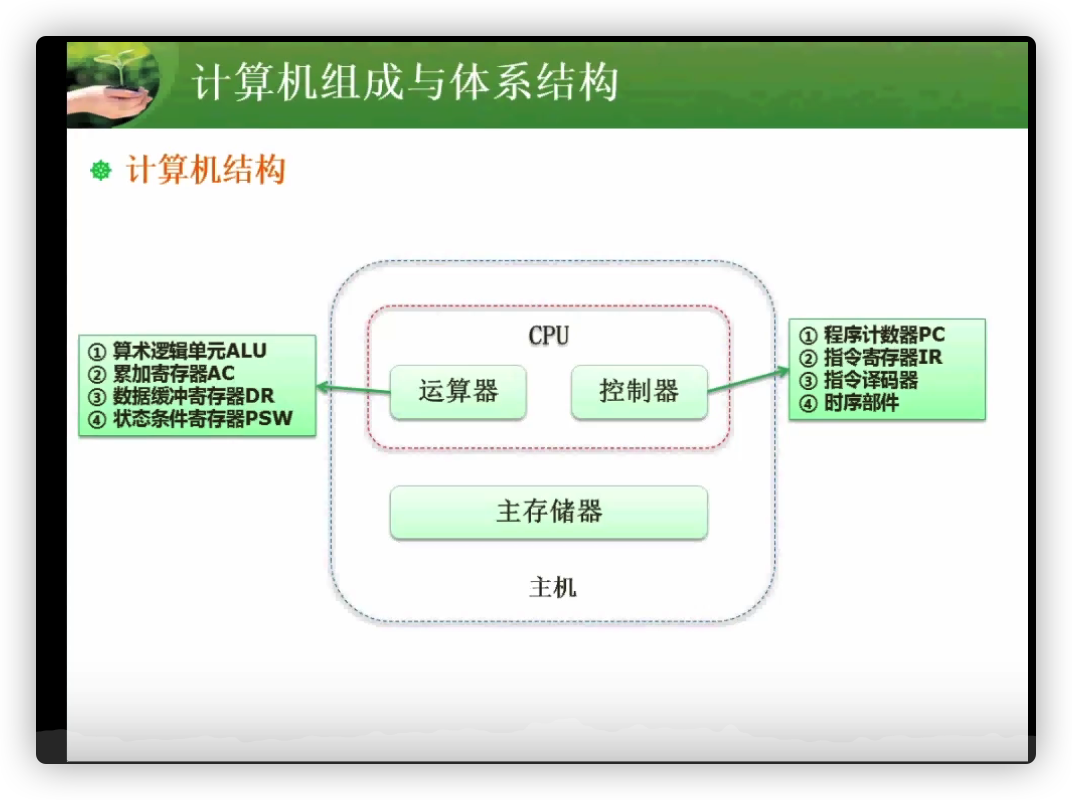 计算机组成与体系结构
计算机结构
CPU
运算器
控制器
主存储器
主机
① 算术逻辑单元ALU
② 累加寄存器AC
③ 数据缓冲寄存器DR
④ 状态条件寄存器PSW
① 程序计数器PC
② 指令寄存器IR
③ 指令译码器
④ 时序部件